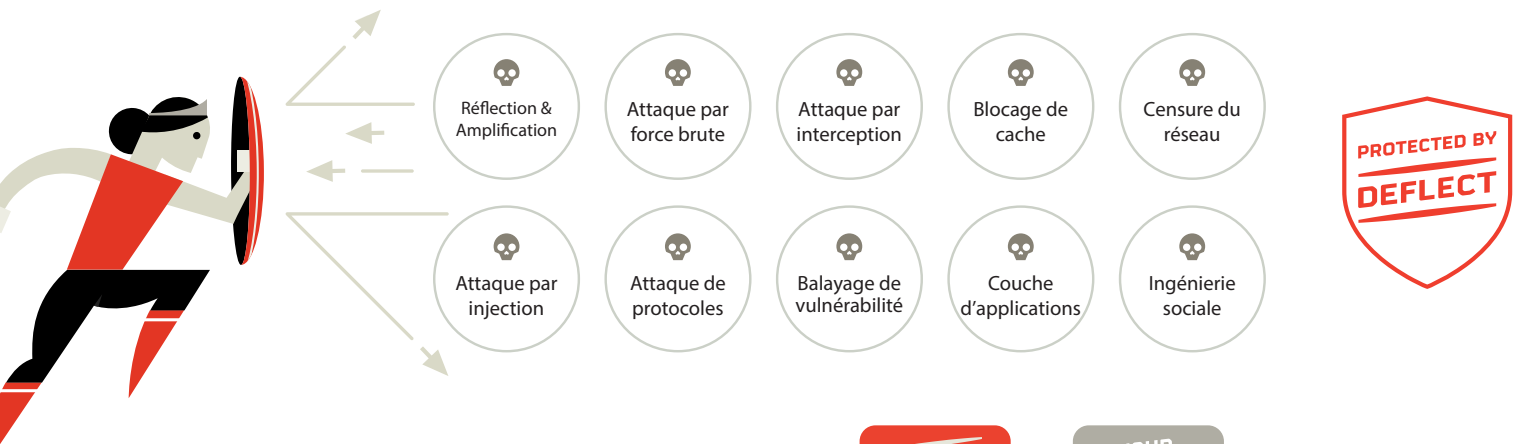 Réflection &
Amplification
Attaque par
force brute
Attaque par
interception
Blocage de
cache
Censure du
réseau
PROTECTED BY
DEFLECT
Attaque par
injection
Attaque de
protocoles
Balayage de
vulnérabilité
Couche
d'applications
Ingénierie
sociale